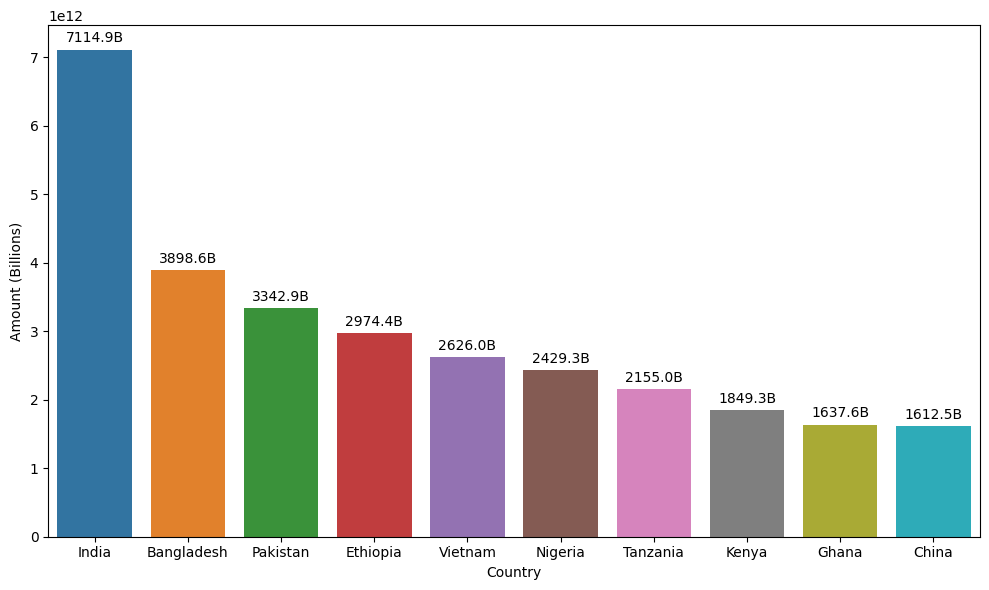 1e12
7114.9B
3898.6B
3342.9B
2974.4B
2626.0B
2429.3B
2155.0B
1849.3B
1637.6B
1612.5B
7
6
5
4
3
2
1
0
Amount (Billions)
India Bangladesh Pakistan Ethiopia Vietnam Nigeria Tanzania Kenya Ghana China
Country